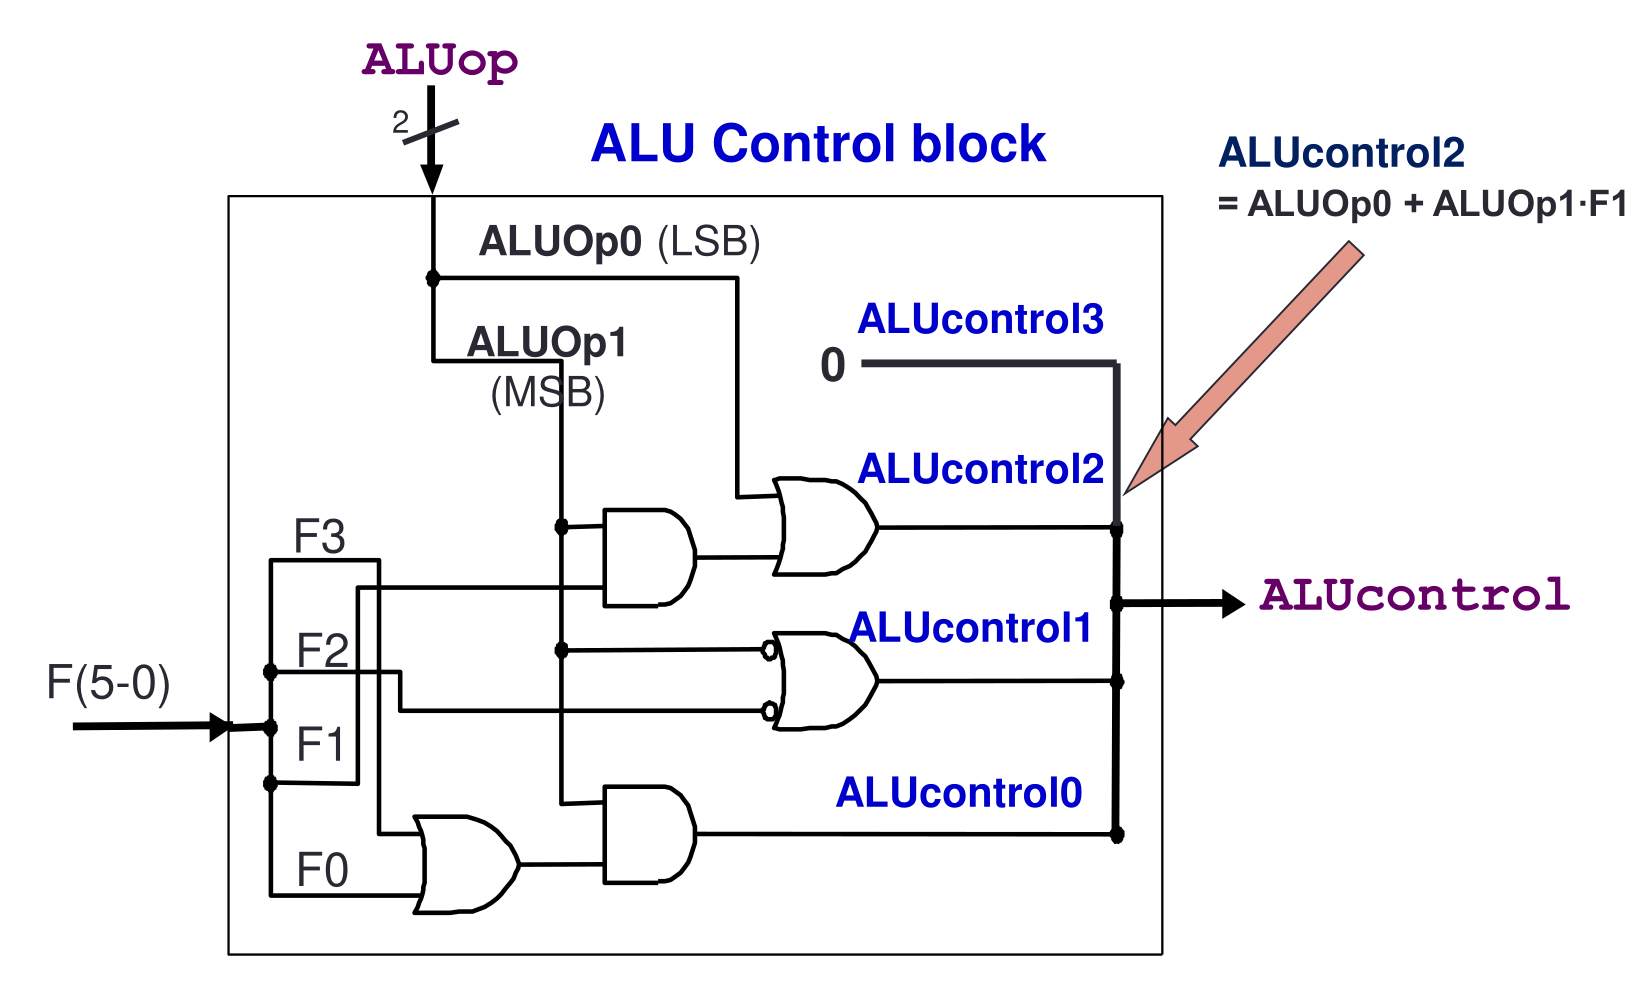 ALUop
2
ALU Control block
ALUcontrol2
= ALUOp0 + ALUOp1·F1
ALUOp0 (LSB)
ALUOp1
(MSB)
ALUcontrol3
0
ALUcontrol2
F3
ALUcontrol
ALUcontrol1
F2
F(5-0)
F1
ALUcontrol0
F0